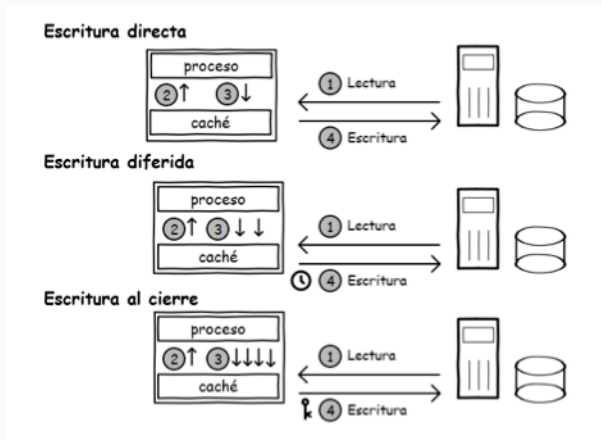 Escritura directa
proceso
2 3
caché
1 Lectura
4 Escritura
Escritura diferida
proceso
2 3
caché
1 Lectura
4 Escritura
Escritura al cierre
proceso
2 3
caché
1 Lectura
4 Escritura